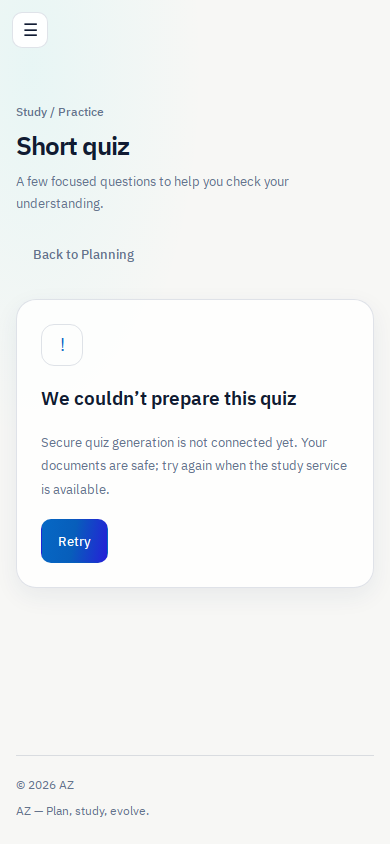 ☰
Study / Practice
Short quiz
A few focused questions to help you check your
understanding.
Back to Planning
!
We couldn’t prepare this quiz
Secure quiz generation is not connected yet. Your
documents are safe; try again when the study service
is available.
Retry
© 2026 AZ
AZ — Plan, study, evolve.